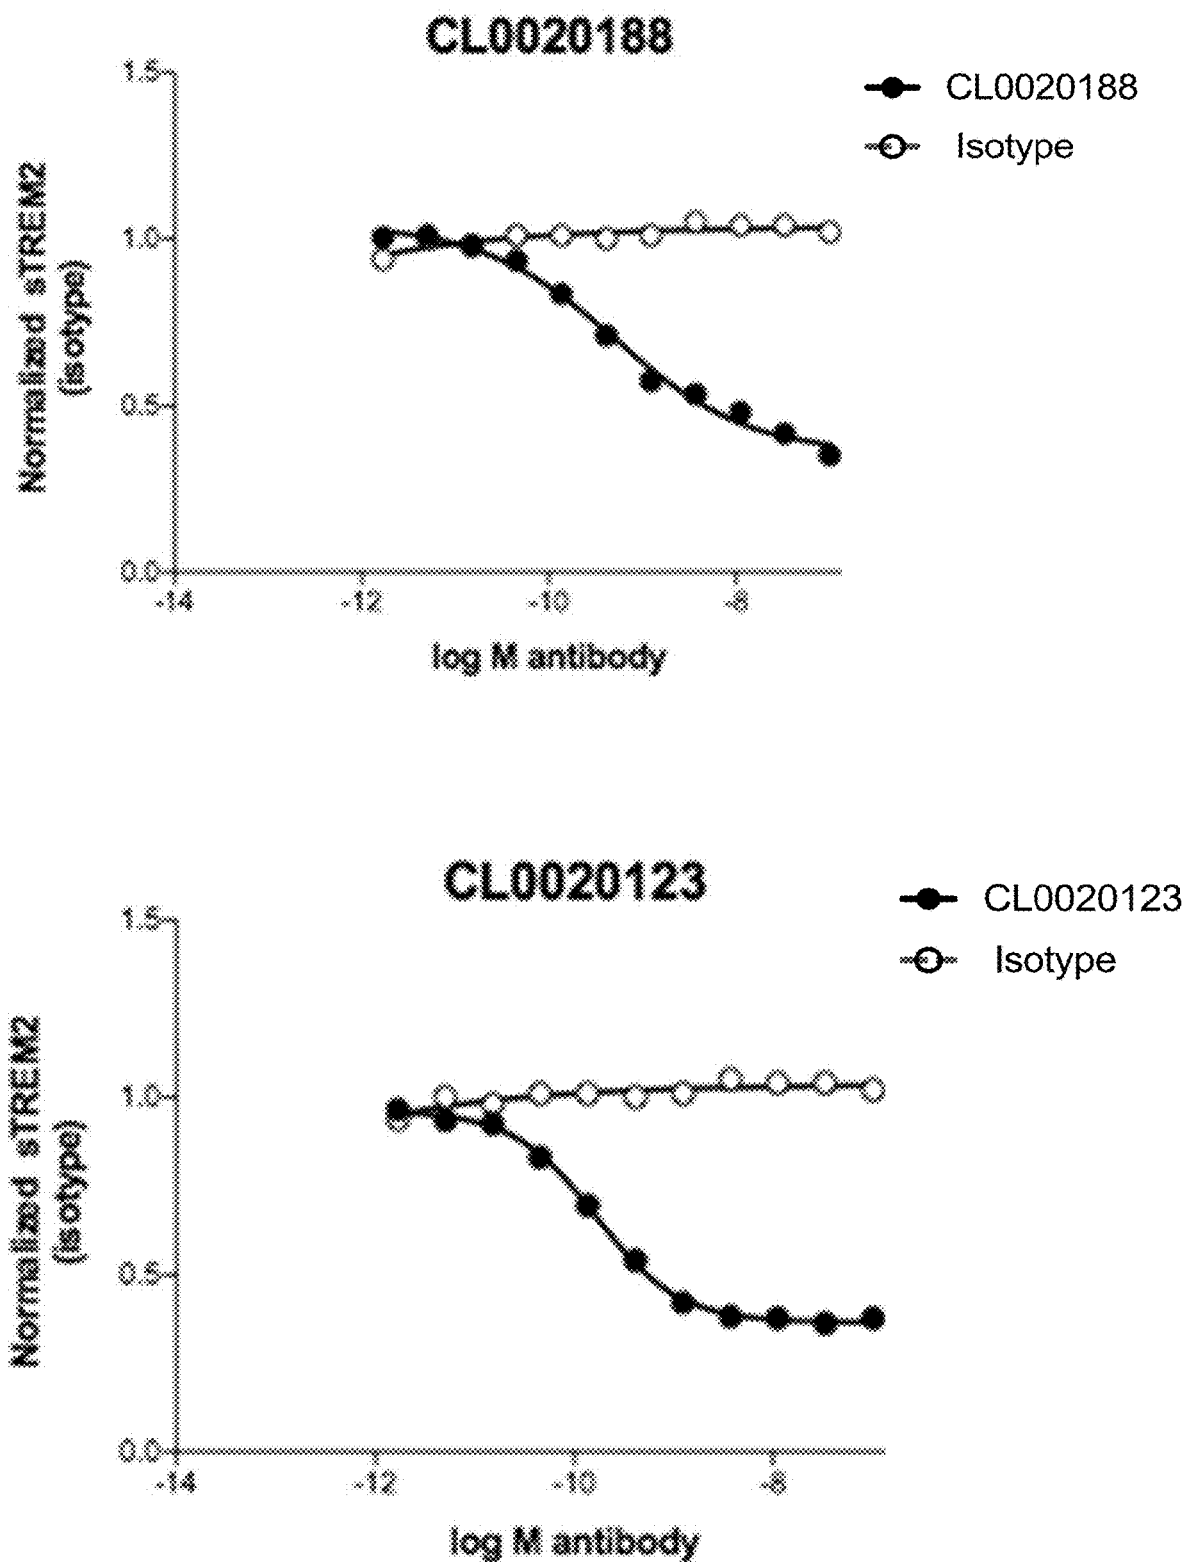 CL0020188
CL0020188
Isotype
Normalized sTREM2
(isotype)
1.5
1.0
0.5
0.0
-14
-12
-10
-8
log M antibody
CL0020123
CL0020123
Isotype
Normalized sTREM2
(isotype)
1.5
1.0
0.5
0.0
-14
-12
-10
-8
log M antibody